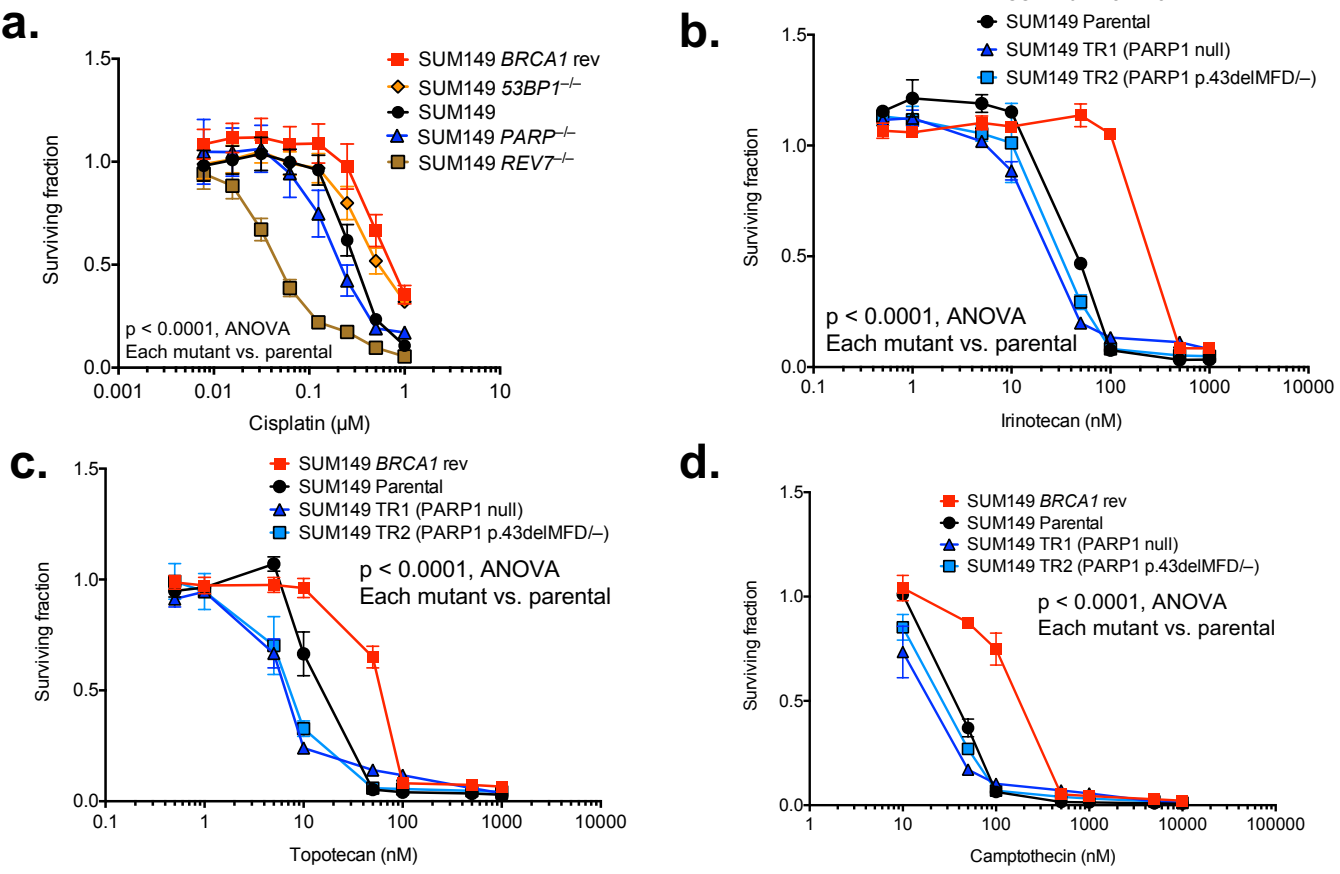 a.
1.5
1.0
0.5
0.0
Surviving fraction
SUM149 BRCA1 rev
SUM149 53BP1–/–
SUM149
SUM149 PARP–/–
SUM149 REV7–/–
p < 0.0001, ANOVA
Each mutant vs. parental
0.001 0.01 0.1 1 10
Cisplatin (µM)
b.
SUM149 Parental
SUM149 TR1 (PARP1 null)
SUM149 TR2 (PARP1 p.43delMFD/–)
1.5
1.0
0.5
0.0
Surviving fraction
p < 0.0001, ANOVA
Each mutant vs. parental
0.1 1 10 100 1000 10000
Irinotecan (nM)
c.
SUM149 BRCA1 rev
SUM149 Parental
SUM149 TR1 (PARP1 null)
SUM149 TR2 (PARP1 p.43delMFD/–)
1.5
1.0
0.5
0.0
Surviving fraction
p < 0.0001, ANOVA
Each mutant vs. parental
0.1 1 10 100 1000 10000
Topotecan (nM)
d.
SUM149 BRCA1 rev
SUM149 Parental
SUM149 TR1 (PARP1 null)
SUM149 TR2 (PARP1 p.43delMFD/–)
1.5
1.0
0.5
0.0
Surviving fraction
p < 0.0001, ANOVA
Each mutant vs. parental
1 10 100 1000 10000 100000
Camptothecin (nM)